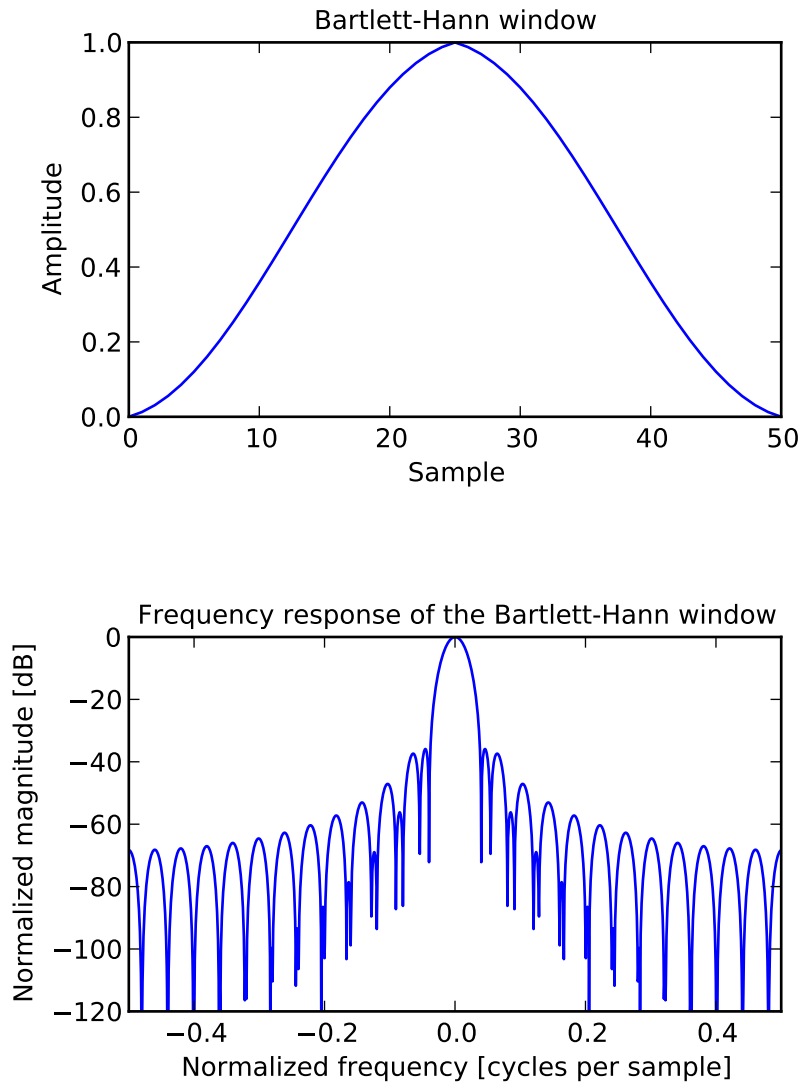 Bartlett-Hann window
1.0
0.8
0.6
0.4
0.2
0.0
Amplitude
0 10 20 30 40 50
Sample
Frequency response of the Bartlett-Hann window
0
−20
−40
−60
−80
−100
−120
Normalized magnitude [dB]
−0.4 −0.2 0.0 0.2 0.4
Normalized frequency [cycles per sample]